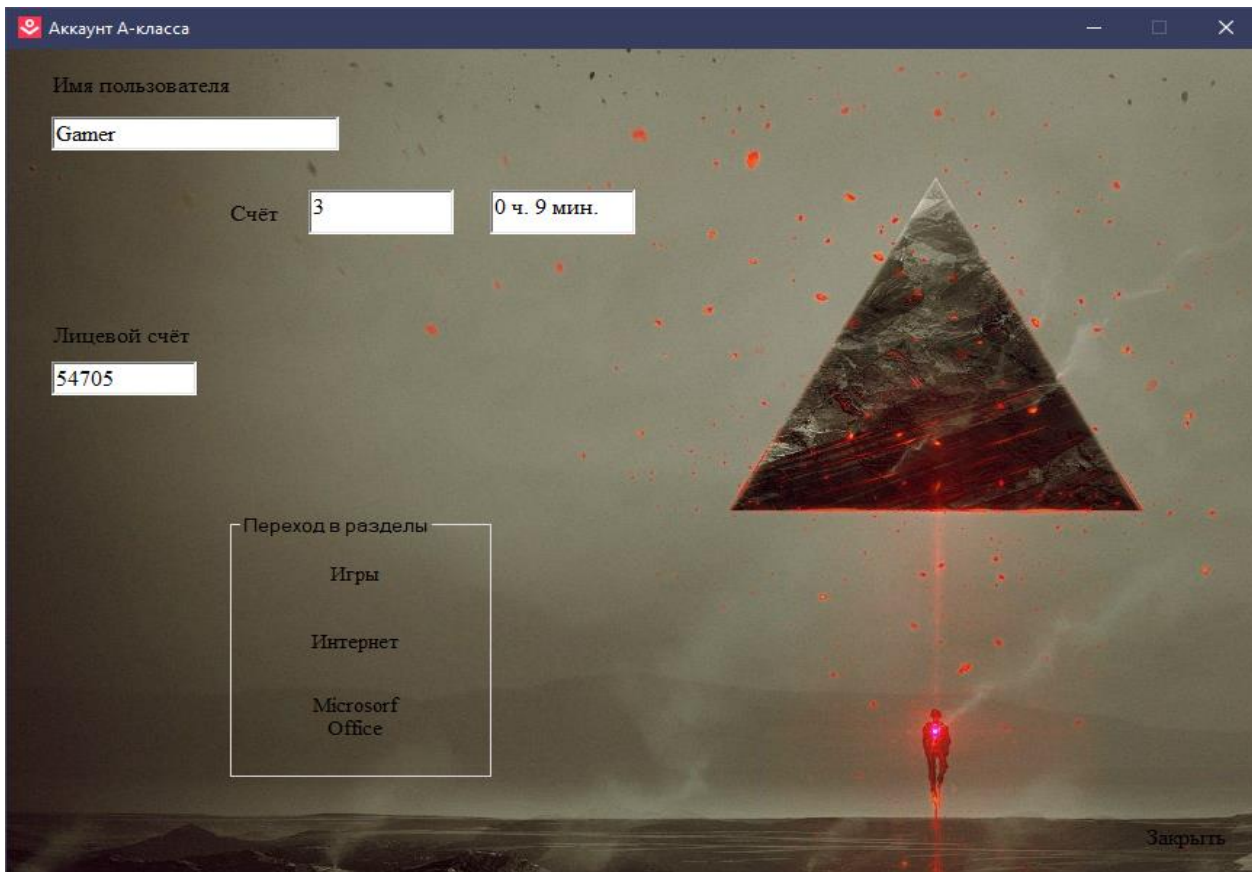 Аккаунт А-класса
Имя пользователя
Gamer
Счёт 3 0 ч. 9 мин.
Лицевой счёт
54705
Переход в разделы
Игры
Интернет
Microsorf
Office
Закрыть